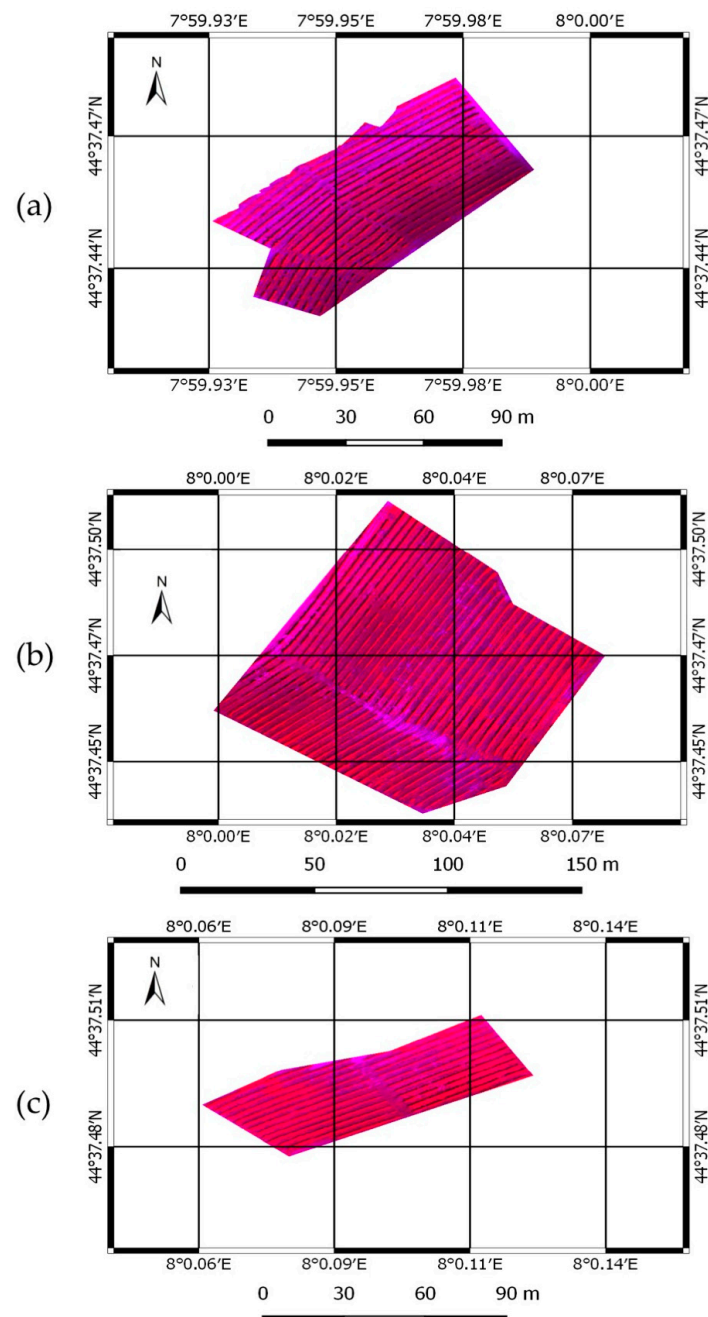 7°59.93′E 7°59.95′E 7°59.98′E 8°0.00′E
N
44°37.47′N 44°37.47′N
(a)
44°37.44′N 44°37.44′N
7°59.93′E 7°59.95′E 7°59.98′E 8°0.00′E
0 30 60 90 m
8°0.00′E 8°0.02′E 8°0.04′E 8°0.07′E
44°37.50′N 44°37.50′N
N
(b)
44°37.47′N 44°37.47′N
44°37.45′N 44°37.45′N
8°0.00′E 8°0.02′E 8°0.04′E 8°0.07′E
0 50 100 150 m
8°0.06′E 8°0.09′E 8°0.11′E 8°0.14′E
N
44°37.51′N 44°37.51′N
(c)
44°37.48′N 44°37.48′N
8°0.06′E 8°0.09′E 8°0.11′E 8°0.14′E
0 30 60 90 m